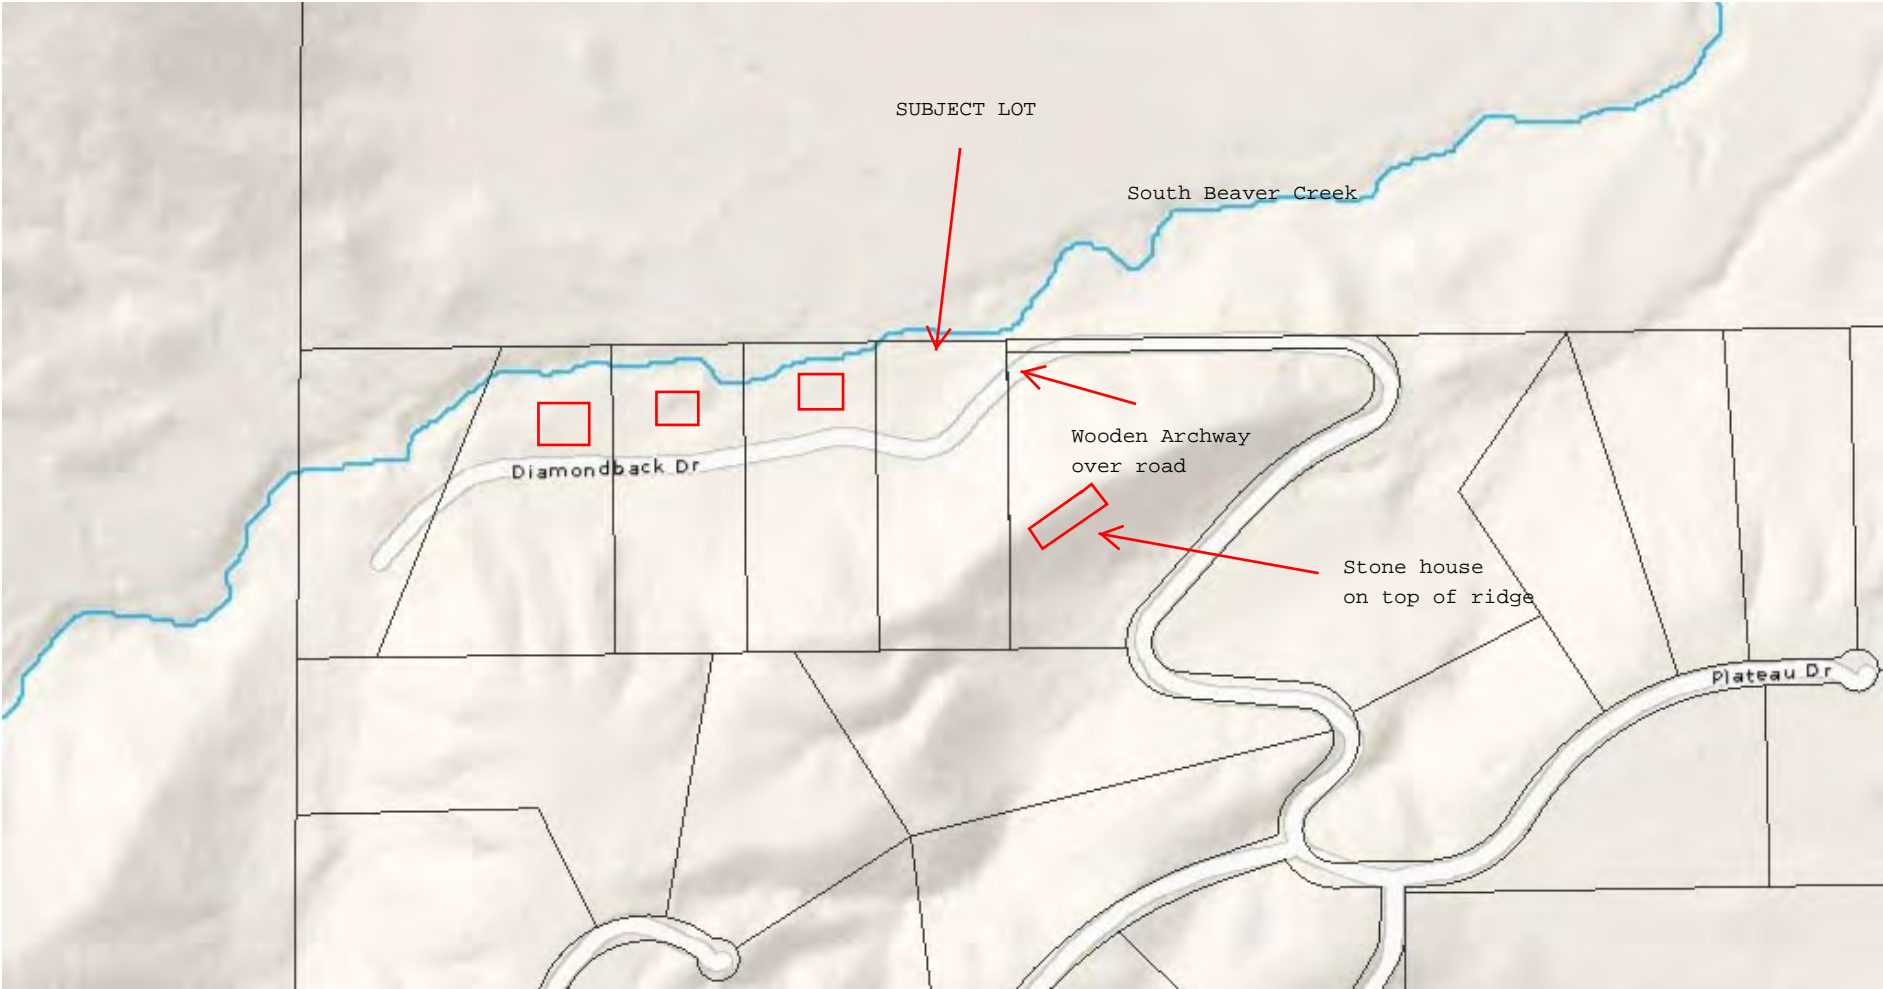 SUBJECT LOT
South Beaver Creek
Wooden Archway
over road
Diamondback Dr
Stone house
on top of ridge
Plateau Dr